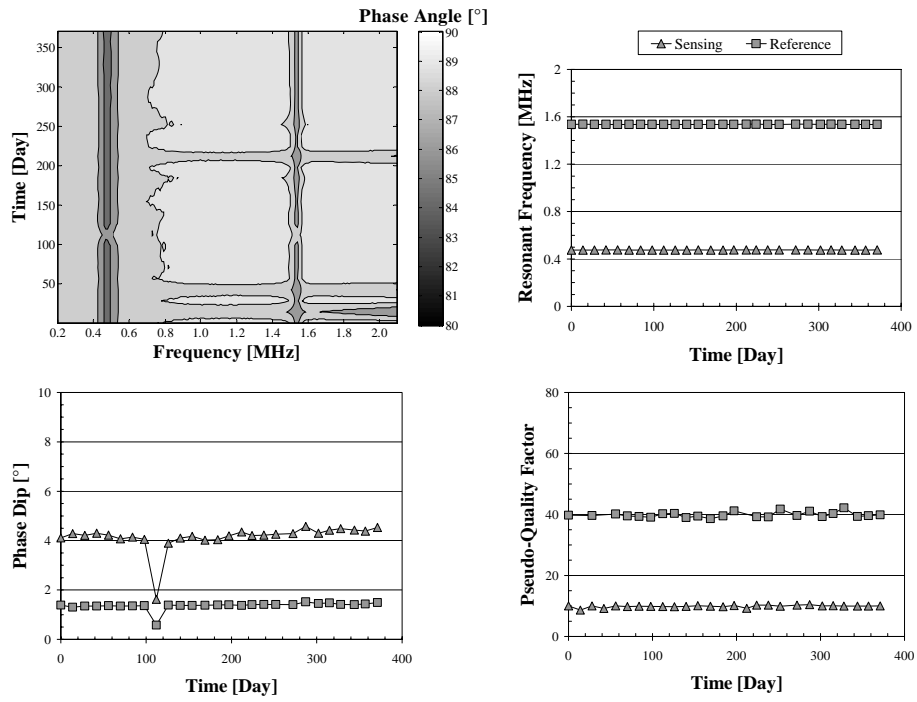 Phase Angle [°]
350
300
250
200
150
100
50
Time [Day]
0.2 0.4 0.6 0.8 1.0 1.2 1.4 1.6 1.8 2.0
Frequency [MHz]
90
89
88
87
86
85
84
83
82
81
80
Sensing Reference
2
1.6
1.2
0.8
0.4
0
Resonant Frequency [MHz]
0 100 200 300 400
Time [Day]
10
8
6
4
2
0
Phase Dip [°]
0 100 200 300 400
Time [Day]
80
60
40
20
0
Pseudo-Quality Factor
0 100 200 300 400
Time [Day]